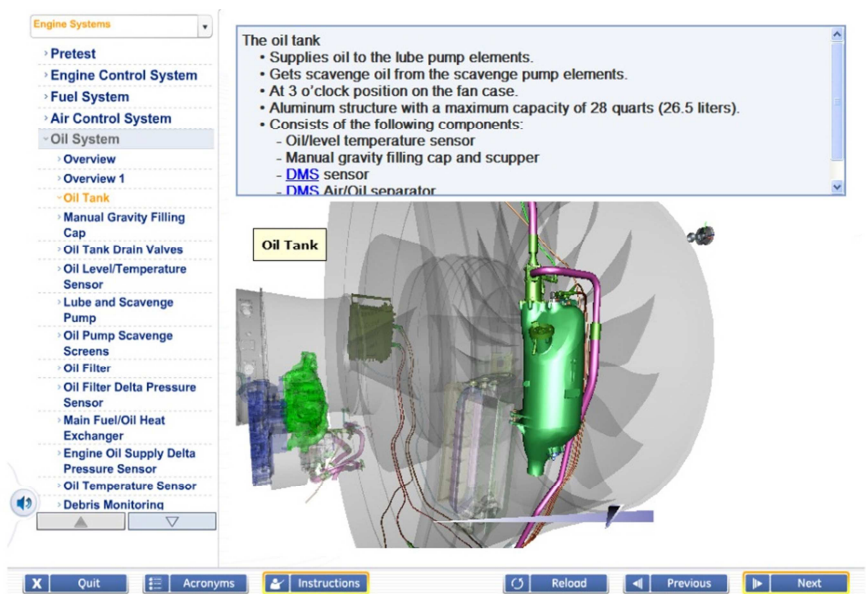 Engine Systems
Pretest
Engine Control System
Fuel System
Air Control System
Oil System
Overview
Overview 1
Oil Tank
Manual Gravity Filling
Cap
Oil Tank Drain Valves
Oil Level/Temperature
Sensor
Lube and Scavenge
Pump
Oil Pump Scavenge
Screens
Oil Filter
Oil Filter Delta Pressure
Sensor
Main Fuel/Oil Heat
Exchanger
Engine Oil Supply Delta
Pressure Sensor
Oil Temperature Sensor
Debris Monitoring
The oil tank
• Supplies oil to the lube pump elements.
• Gets scavenge oil from the scavenge pump elements.
• At 3 o'clock position on the fan case.
• Aluminum structure with a maximum capacity of 28 quarts (26.5 liters).
• Consists of the following components:
- Oil/level temperature sensor
- Manual gravity filling cap and scupper
- DMS sensor
- DMS Air/Oil separator
Oil Tank
X Quit
Acronyms
Instructions
Reload
Previous
Next